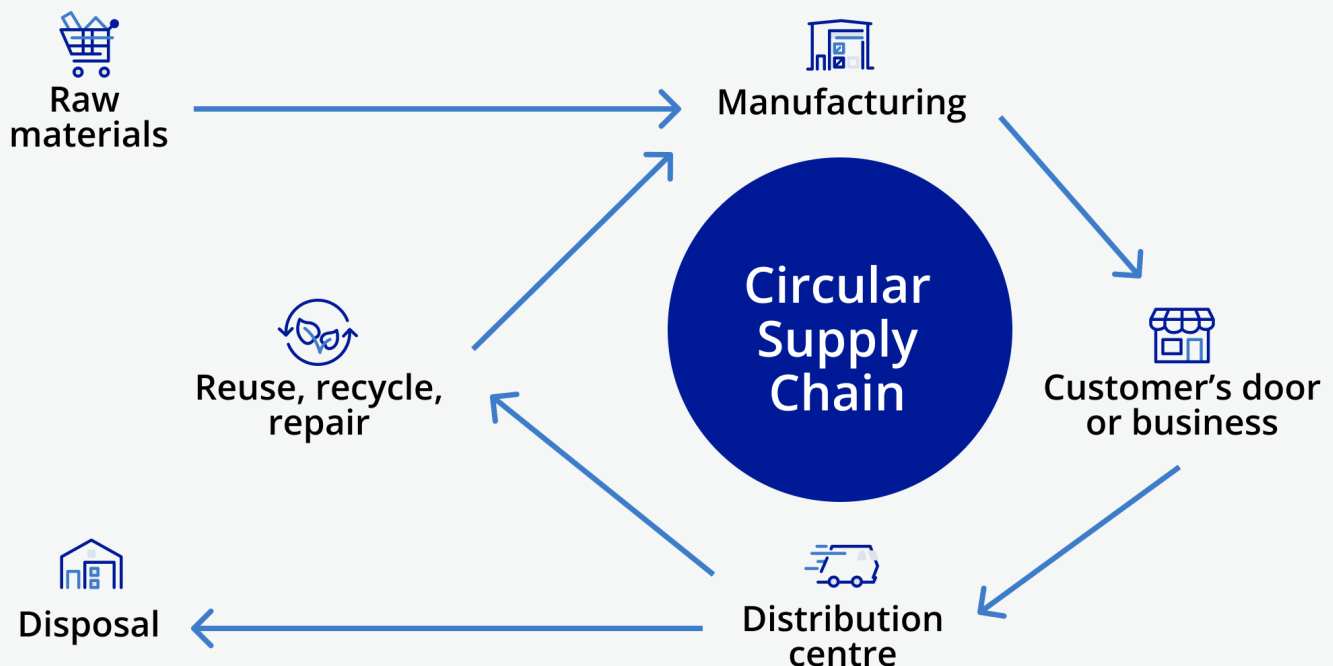 Raw
materials
Manufacturing
Circular
Supply
Chain
Reuse, recycle,
repair
Customer’s door
or business
Disposal
Distribution
centre